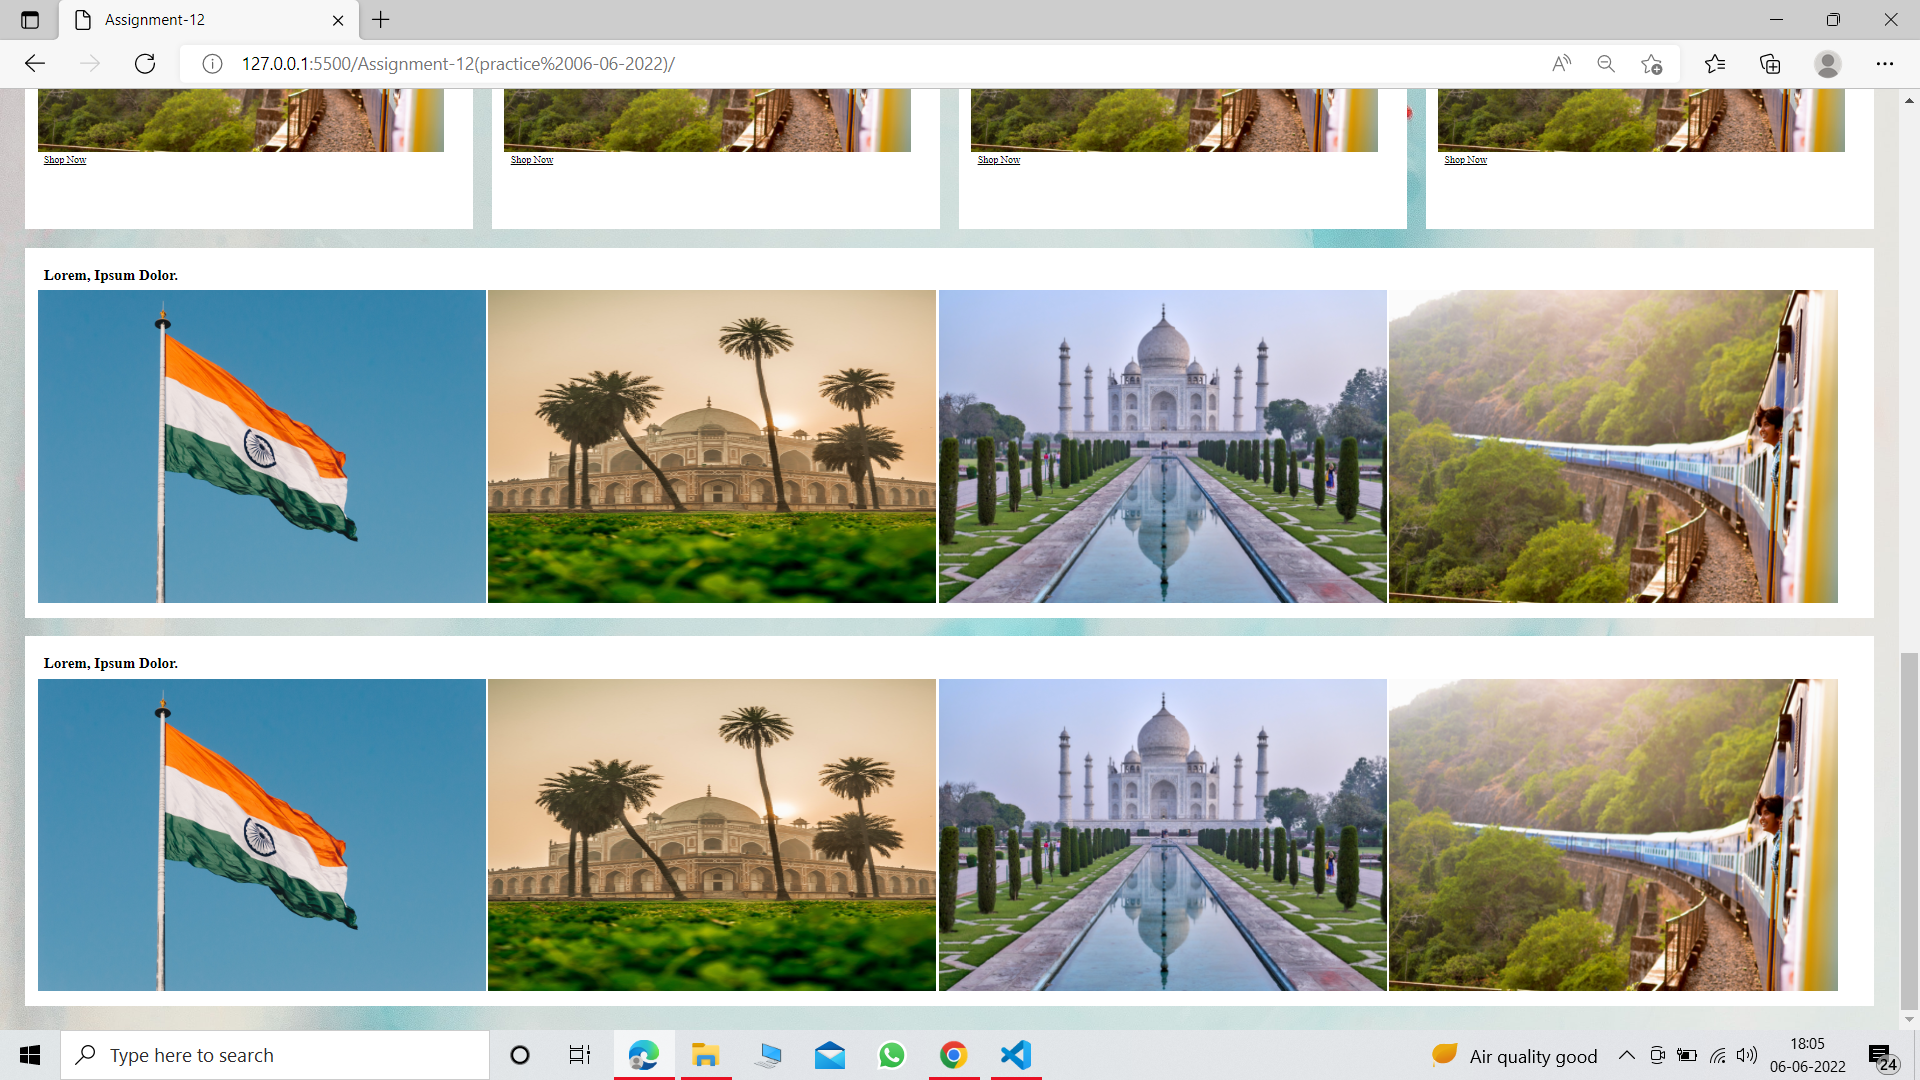 Assignment-12
127.0.0.1:5500/Assignment-12(practice%2006-06-2022)/
Shop Now Shop Now Shop Now Shop Now
Lorem, Ipsum Dolor.
Lorem, Ipsum Dolor.
Type here to search
Air quality good
18:05
06-06-2022
24